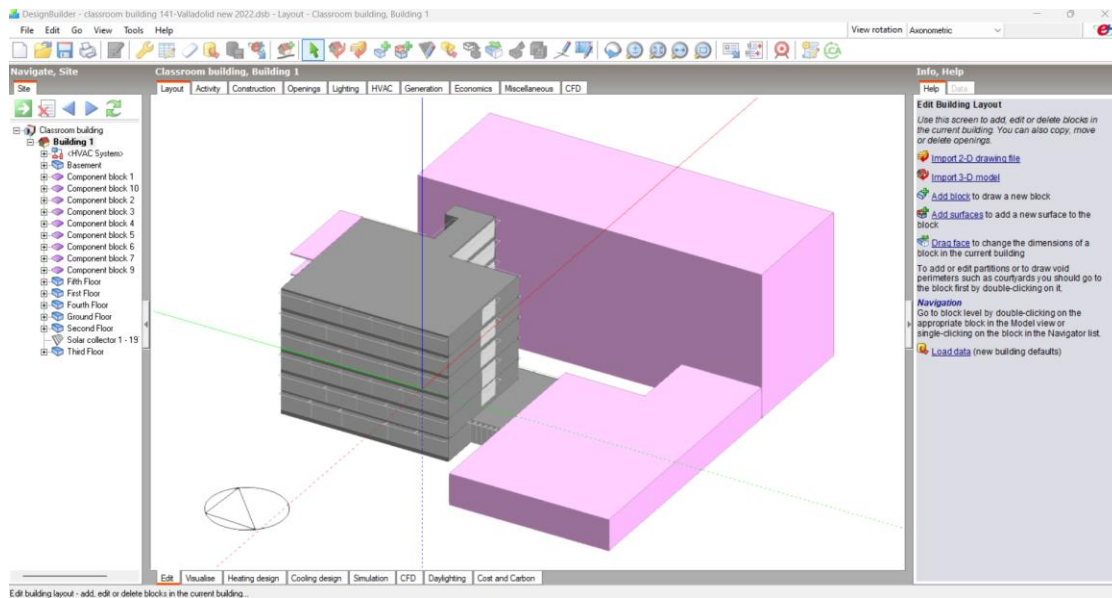 DesignBuilder - classroom building 141-Valladolid new 2022.dsb - Layout - Classroom building, Building 1
File Edit Go View Tools Help
View rotation Axonometric
Navigate, Site
Site
Classroom building
Building 1
<HVAC System>
Basement
Component block 1
Component block 10
Component block 2
Component block 3
Component block 4
Component block 5
Component block 6
Component block 7
Component block 9
Fifth Floor
First Floor
Fourth Floor
Ground Floor
Second Floor
Solar collector 1 - 19
Third Floor
Classroom building, Building 1
Layout Activity Construction Openings Lighting HVAC Generation Economics Miscellaneous CFD
Edit Visualise Heating design Cooling design Simulation CFD Daylighting Cost and Carbon
Info, Help
Help Data
Edit Building Layout
Use this screen to add, edit or delete blocks in
the current building. You can also copy, move
or delete openings.
Import 2-D drawing file
Import 3-D model
Add block to draw a new block
Add surfaces to add a new surface to the
block
Drag face to change the dimensions of a
block in the current building
To add or edit partitions or to draw void
perimeters such as courtyards you should go to
the block first by double-clicking on it.
Navigation
Go to block level by double-clicking on the
appropriate block in the Model view or
single-clicking on the block in the Navigator list.
Load data (new building defaults)
Edit building layout - add, edit or delete blocks in the current building...